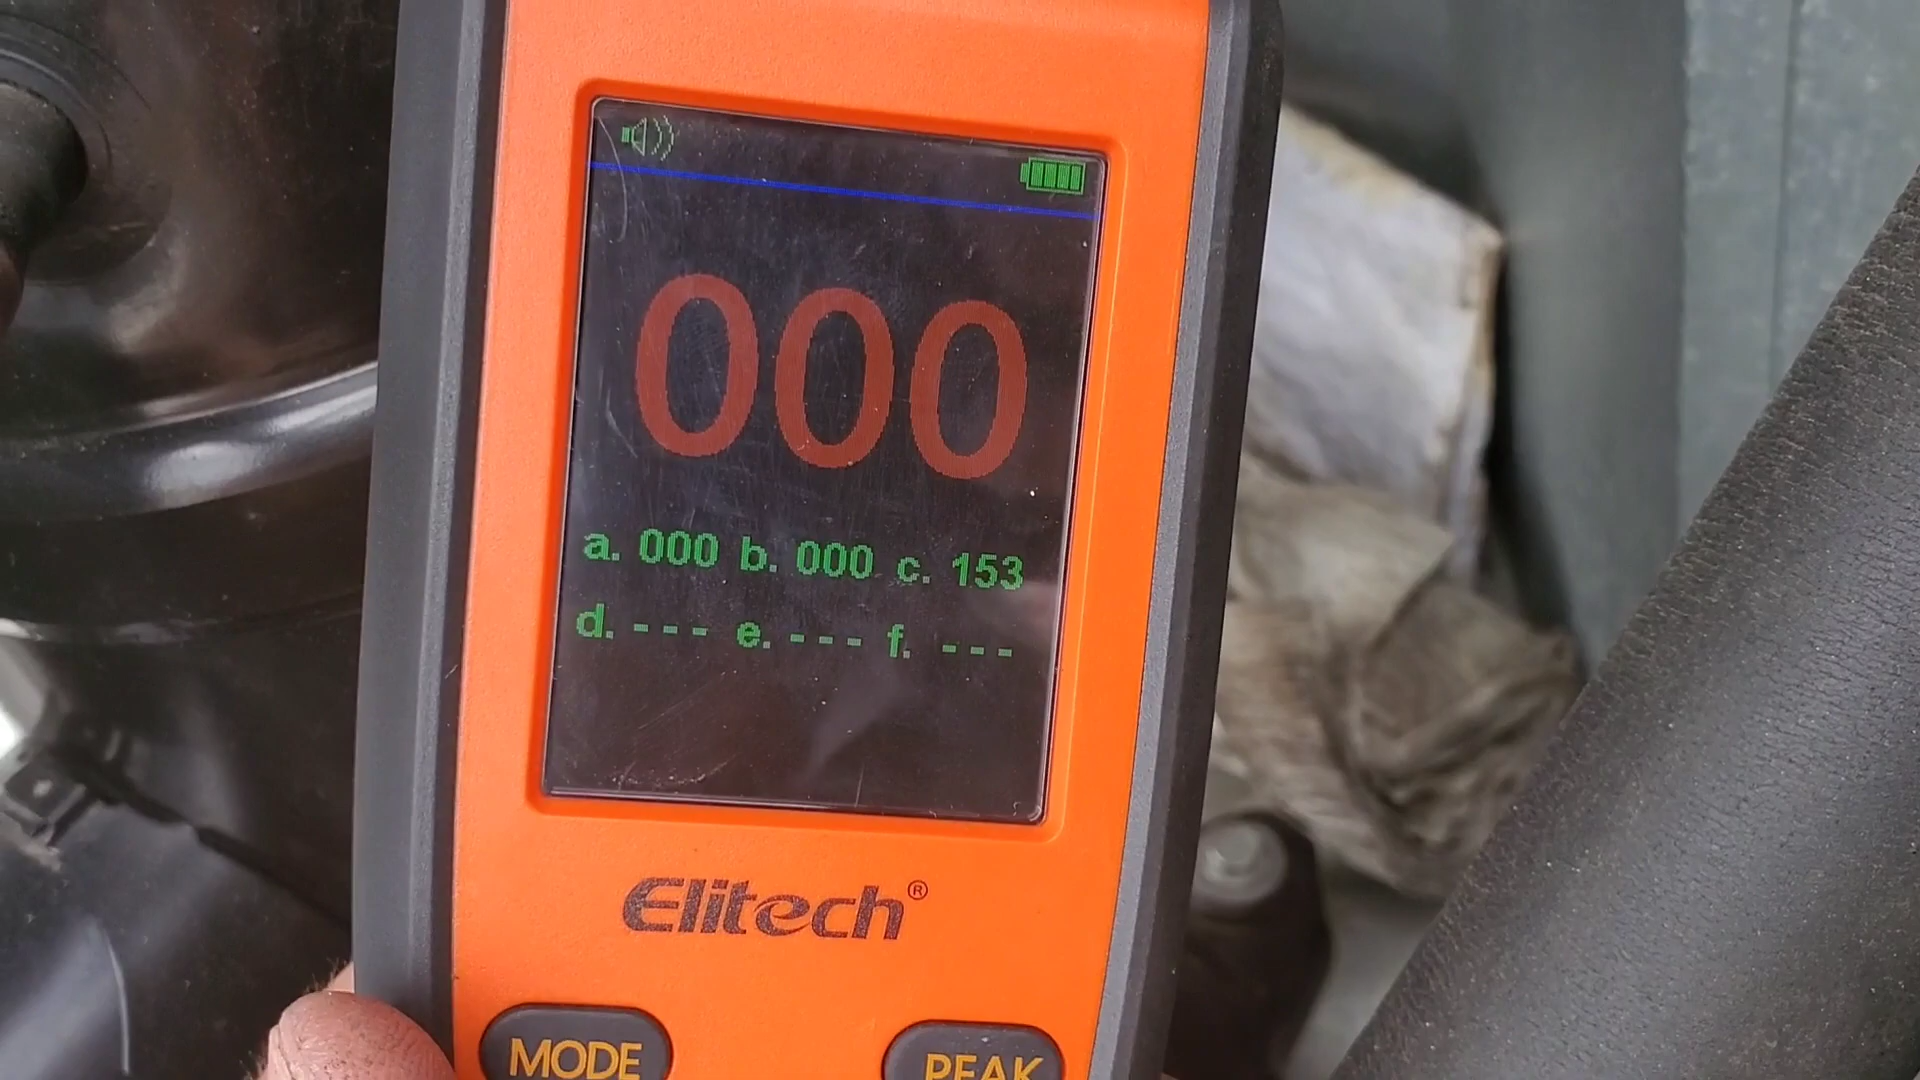 000
a. 000 b. 000 c. 153
d. --- e. --- f. ---
Elitech®
MODE
PEAK